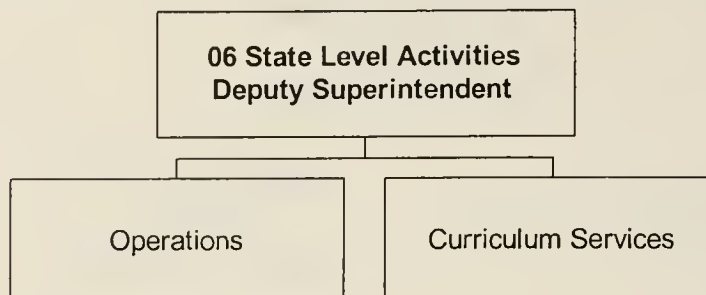 06 State Level Activities
Deputy Superintendent
Operations
Curriculum Services